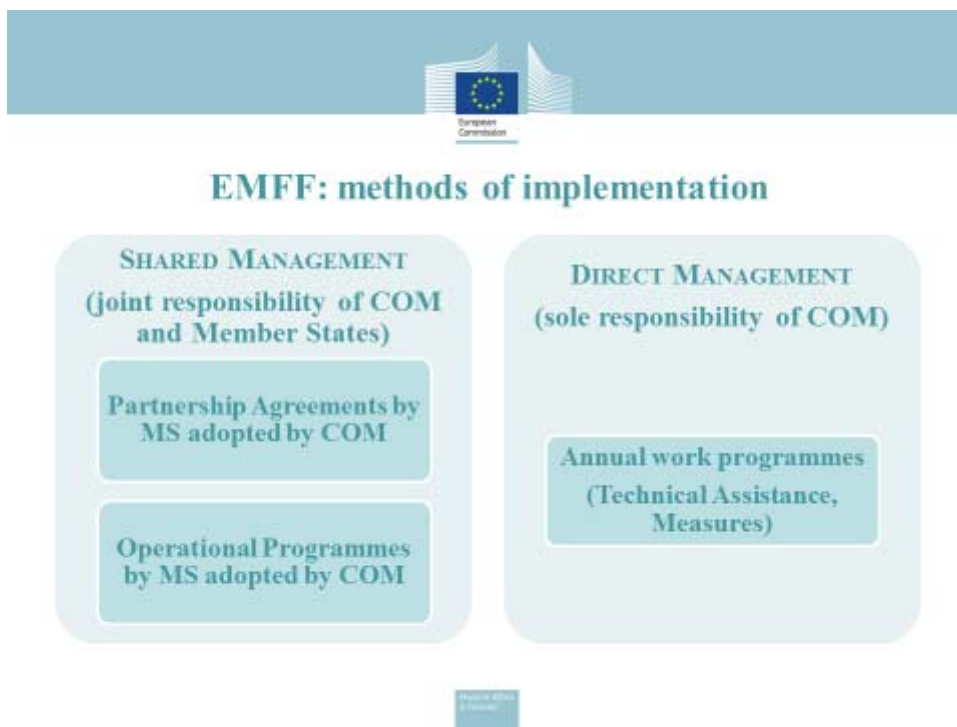 European
Commission
EMFF: methods of implementation
SHARED MANAGEMENT
(joint responsibility of COM
and Member States)
Partnership Agreements by
MS adopted by COM
Operational Programmes
by MS adopted by COM
DIRECT MANAGEMENT
(sole responsibility of COM)
Annual work programmes
(Technical Assistance,
Measures)